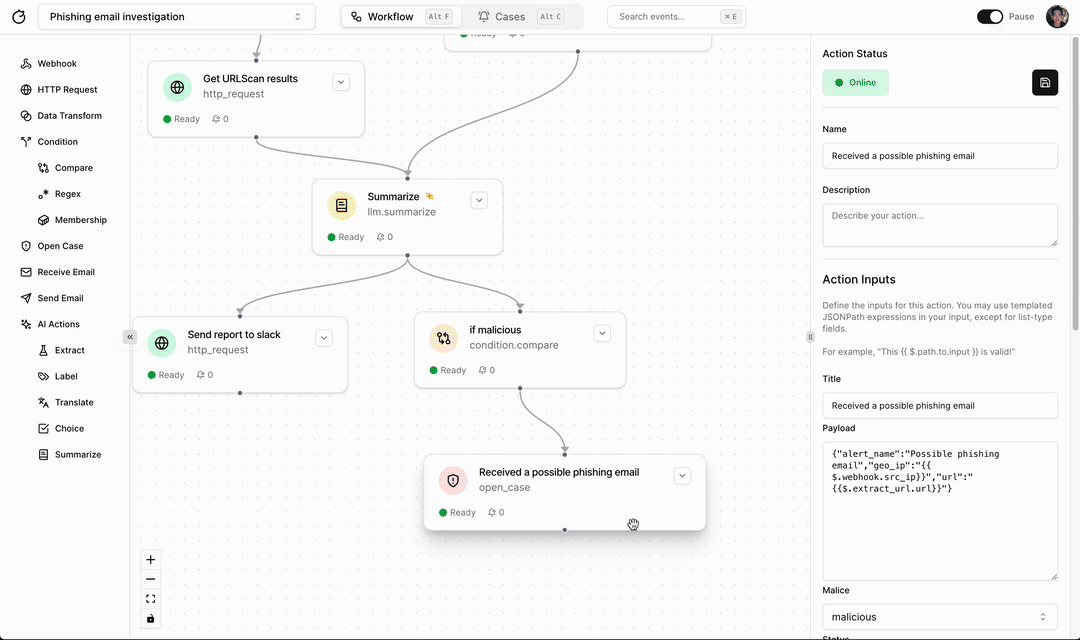 Phishing email investigation
Workflow
Alt F
Cases
Alt C
Search events...
⌘ E
Pause
Webhook
HTTP Request
Data Transform
Condition
Compare
Regex
Membership
Open Case
Receive Email
Send Email
AI Actions
Extract
Label
Translate
Choice
Summarize
Ready
Get URLScan results
http_request
Ready
0
Summarize
llm.summarize
Ready
0
Send report to slack
http_request
Ready
0
if malicious
condition.compare
Ready
0
Received a possible phishing email
open_case
Ready
0
Action Status
Online
Name
Received a possible phishing email
Description
Describe your action...
Action Inputs
Define the inputs for this action. You may use templated
JSONPath expressions in your input, except for list-type
fields.
For example, "This {{ $.path.to.input }} is valid!"
Title
Received a possible phishing email
Payload
{"alert_name":"Possible phishing
email","geo_ip":"{{
$.webhook.src_ip}}","url":"
{{$.extract_url.url}}"}
Malice
malicious
Status